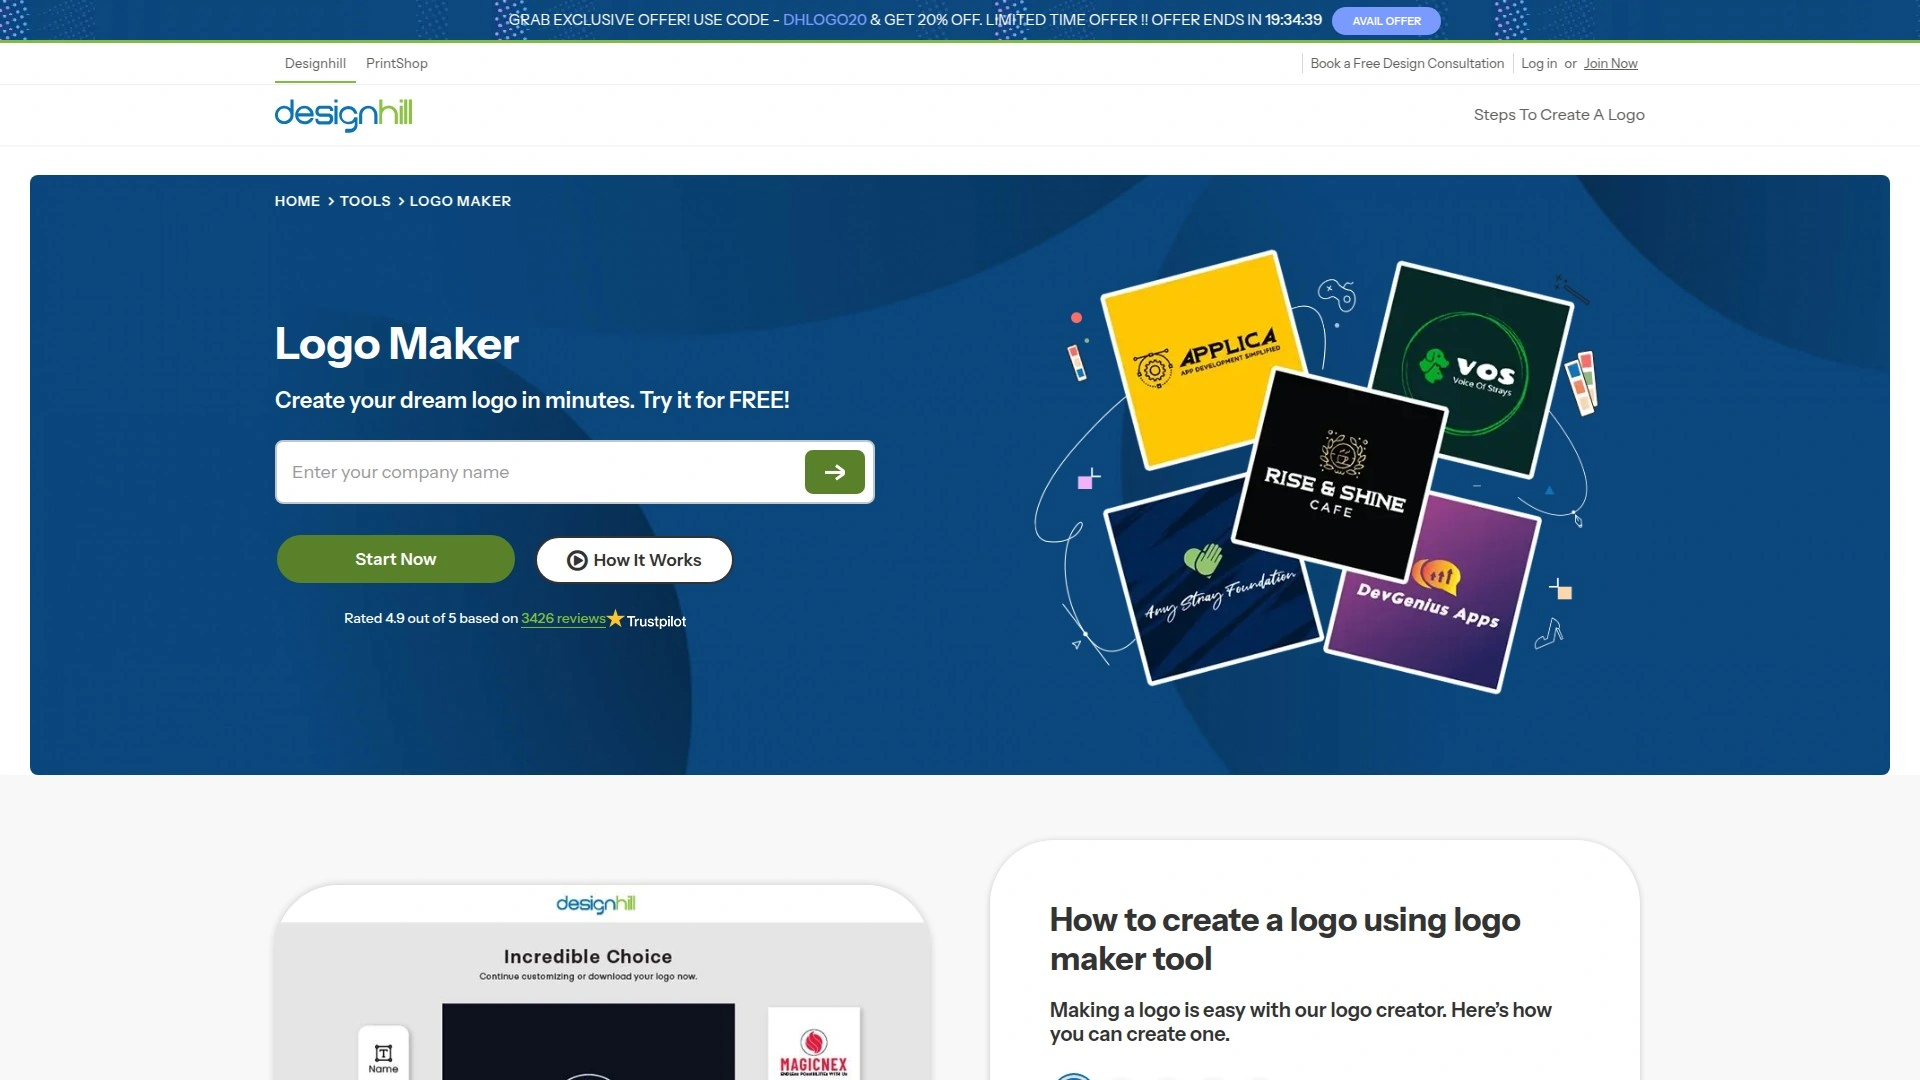 GRAB EXCLUSIVE OFFER! USE CODE - DHLOGO20 & GET 20% OFF. LIMITED TIME OFFER !! OFFER ENDS IN 19:34:39 AVAIL OFFER
Designhill PrintShop
Book a Free Design Consultation Log in or Join Now
designhill
Steps To Create A Logo
HOME > TOOLS > LOGO MAKER
Logo Maker
Create your dream logo in minutes. Try it for FREE!
Enter your company name
Start Now
How It Works
Rated 4.9 out of 5 based on 3426 reviews Trustpilot
APPLICA
APP DEVELOPMENT SIMPLIFIED
VOS
Voice Of Strays
RISE & SHINE
CAFE
Amy Stray Foundation
DevGenius Apps
designhill
Incredible Choice
Continue customizing or download your logo now.
Name
MAGICNEX
ENDLESS POSSIBILITIES WITH US
How to create a logo using logo
maker tool
Making a logo is easy with our logo creator. Here's how
you can create one.